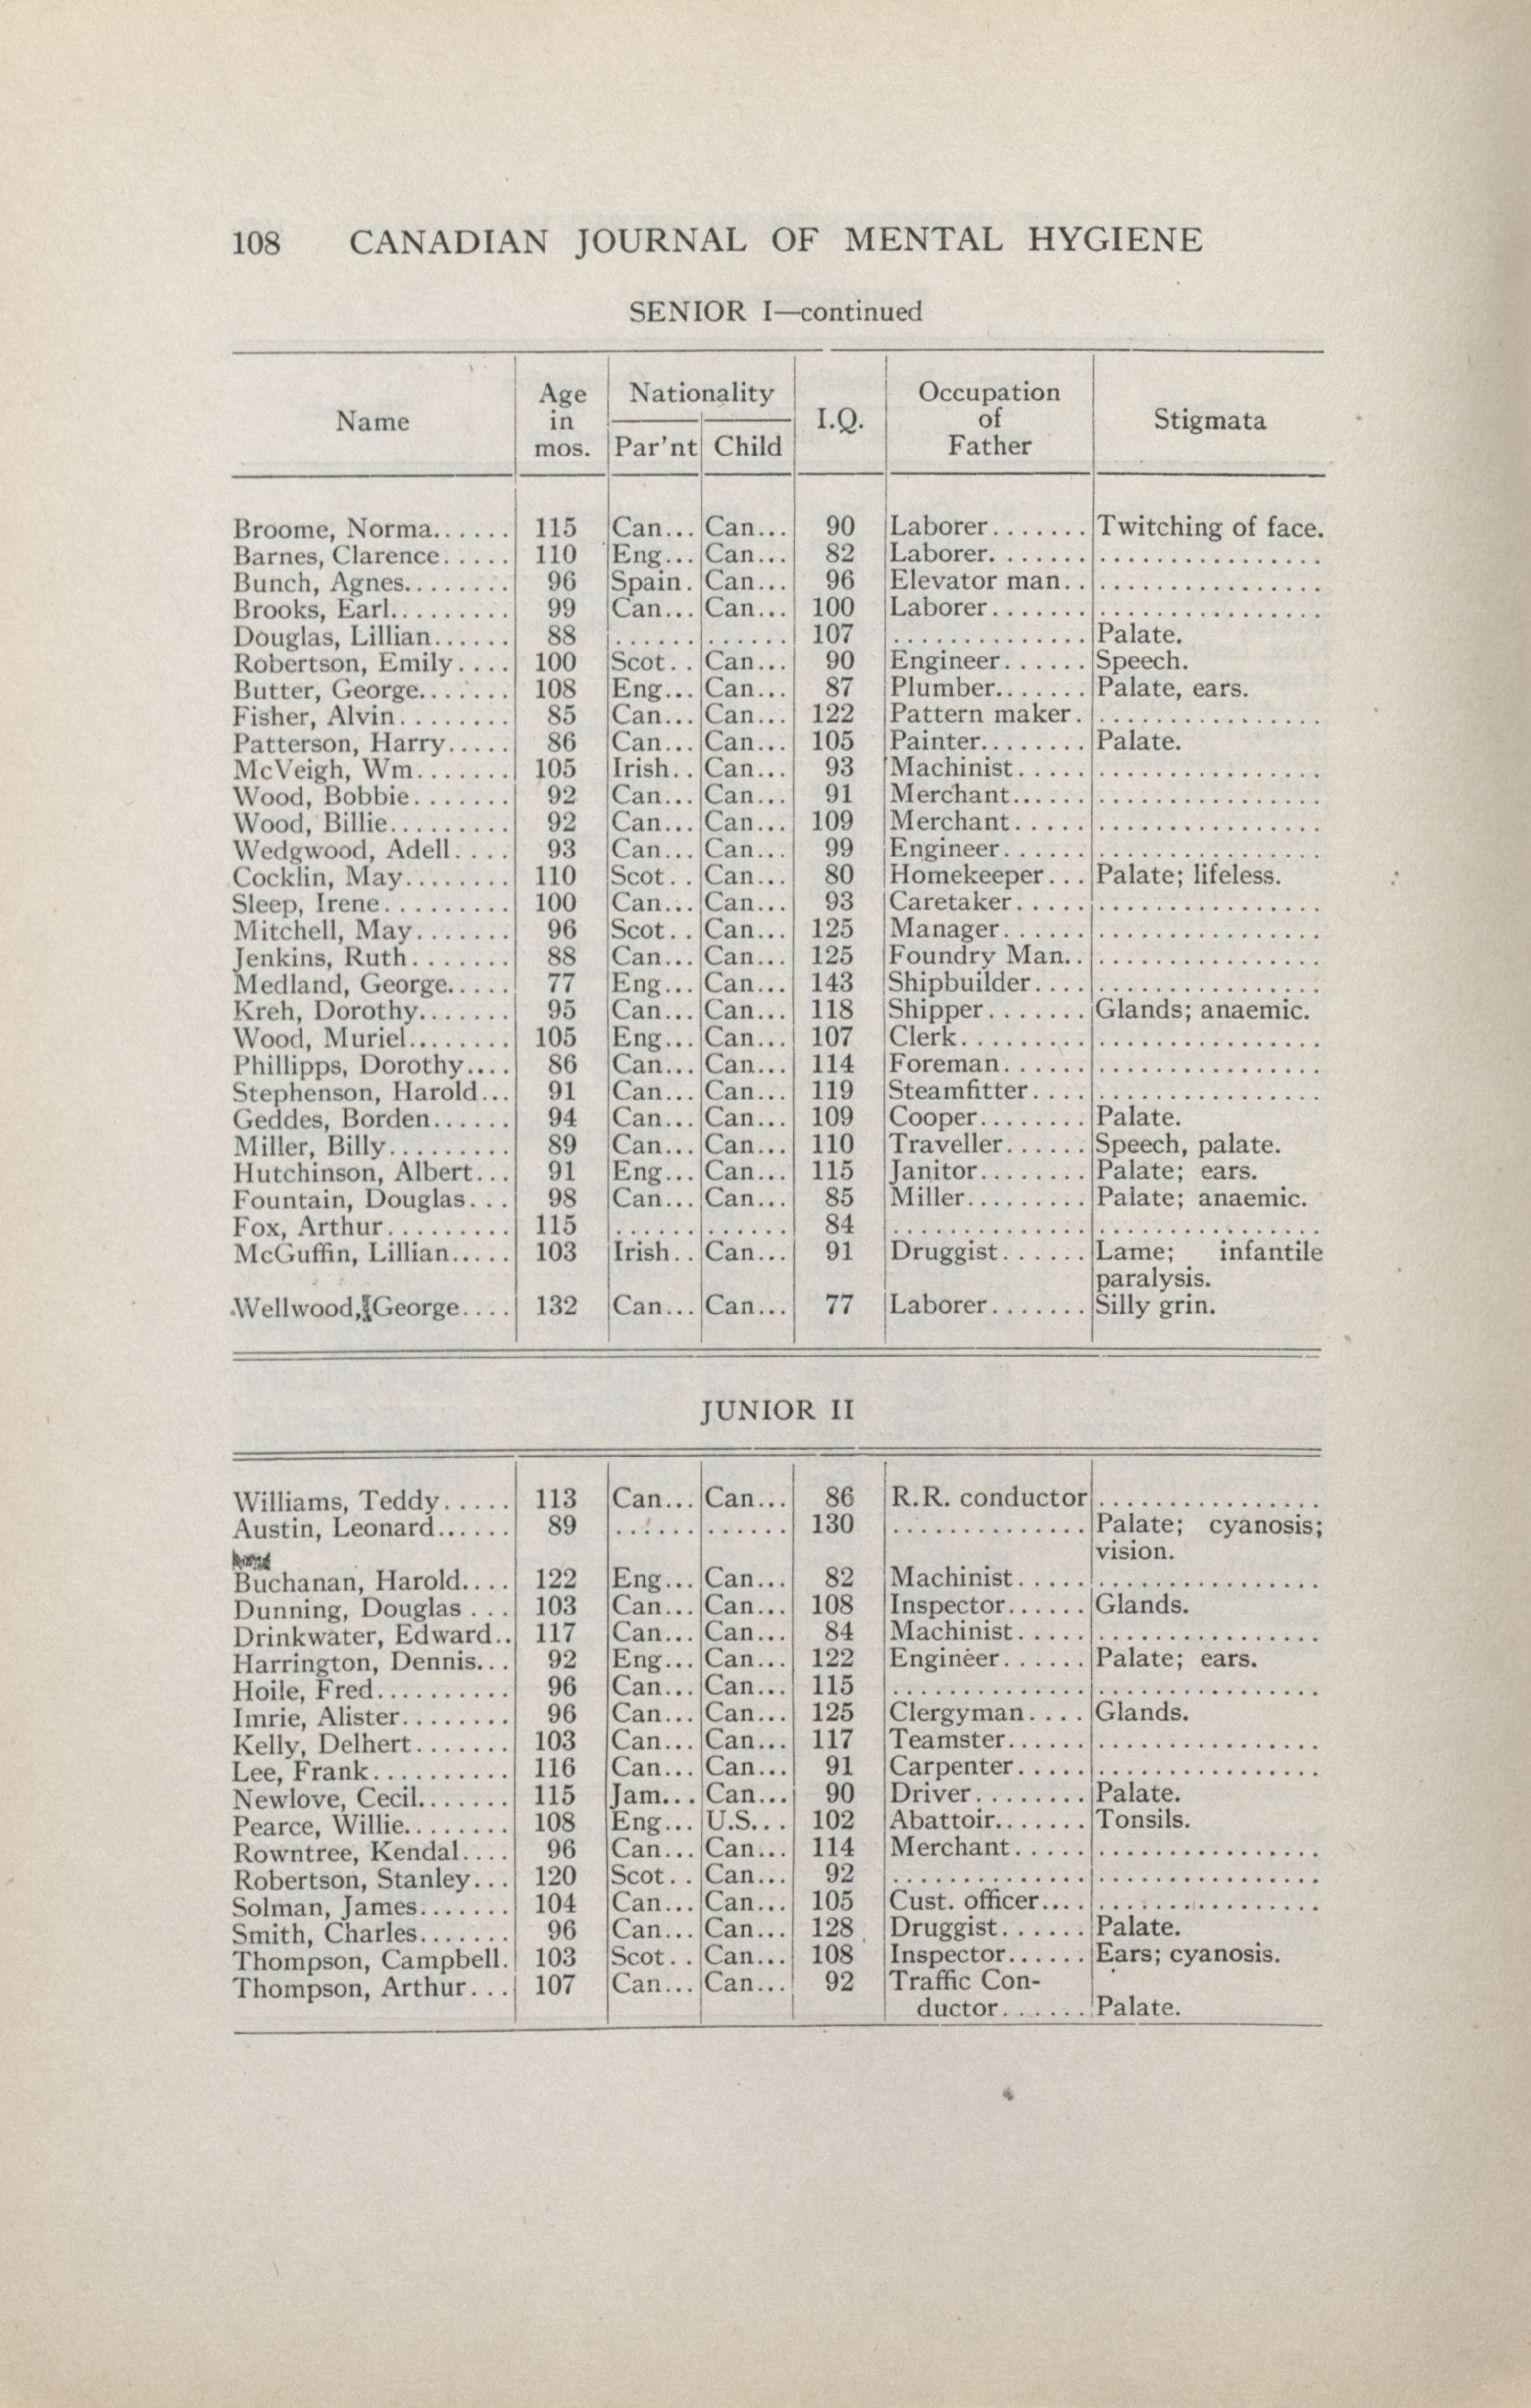 108 CANADIAN JOURNAL OF MENTAL HYGIENE
SENIOR I—continued
Name Age in mos. Nationality Par'nt Child I.Q. Occupation of Father Stigmata
Broome, Norma...... 115 Can... Can... 90 Laborer....... Twitching of face.
Barnes, Clarence..... 110 Eng... Can... 82 Laborer....... ................
Bunch, Agnes........ 96 Spain. Can... 96 Elevator man.. ................
Brooks, Earl......... 99 Can... Can... 100 Laborer....... ................
Douglas, Lillian...... 88 ...... ...... 107 .............. Palate.
Robertson, Emily.... 100 Scot.. Can... 90 Engineer...... Speech.
Butter, George....... 108 Eng... Can... 87 Plumber....... Palate, ears.
Fisher, Alvin........ 85 Can... Can... 122 Pattern maker. ................
Patterson, Harry..... 86 Can... Can... 105 Painter........ Palate.
McVeigh, Wm....... 105 Irish.. Can... 93 Machinist..... ................
Wood, Bobbie....... 92 Can... Can... 91 Merchant...... ................
Wood, Billie......... 92 Can... Can... 109 Merchant..... ................
Wedgwood, Adell.... 93 Can... Can... 99 Engineer...... ................
Cocklin, May........ 110 Scot.. Can... 80 Homekeeper... Palate; lifeless.
Sleep, Irene......... 100 Can... Can... 93 Caretaker..... ................
Mitchell, May....... 96 Scot.. Can... 125 Manager...... ................
Jenkins, Ruth....... 88 Can... Can... 125 Foundry Man.. ................
Medland, George..... 77 Eng... Can... 143 Shipbuilder.... ................
Kreh, Dorothy....... 95 Can... Can... 118 Shipper....... Glands; anaemic.
Wood, Muriel........ 105 Eng... Can... 107 Clerk......... ................
Phillipps, Dorothy.... 86 Can... Can... 114 Foreman...... ................
Stephenson, Harold... 91 Can... Can... 119 Steamfitter.... ................
Geddes, Borden...... 94 Can... Can... 109 Cooper........ Palate.
Miller, Billy......... 89 Can... Can... 110 Traveller...... Speech, palate.
Hutchinson, Albert... 91 Eng... Can... 115 Janitor........ Palate; ears.
Fountain, Douglas... 98 Can... Can... 85 Miller......... Palate; anaemic.
Fox, Arthur......... 115 ...... ...... 84 .............. ................
McGuffin, Lillian..... 103 Irish.. Can... 91 Druggist...... Lame; infantile
paralysis.
Wellwood, George.... 132 Can... Can... 77 Laborer....... Silly grin.
JUNIOR II
Williams, Teddy..... 113 Can... Can... 86 R.R. conductor ................
Austin, Leonard...... 89 ...... ...... 130 .............. Palate; cyanosis;
vision.
Buchanan, Harold.... 122 Eng... Can... 82 Machinist..... ................
Dunning, Douglas ... 103 Can... Can... 108 Inspector...... Glands.
Drinkwater, Edward.. 117 Can... Can... 84 Machinist..... ................
Harrington, Dennis... 92 Eng... Can... 122 Engineer...... Palate; ears.
Hoile, Fred.......... 96 Can... Can... 115 .............. ................
Imrie, Alister........ 96 Can... Can... 125 Clergyman.... Glands.
Kelly, Delhert....... 103 Can... Can... 117 Teamster...... ................
Lee, Frank.......... 116 Can... Can... 91 Carpenter..... ................
Newlove, Cecil....... 115 Jam... Can... 90 Driver........ Palate.
Pearce, Willie........ 108 Eng... U.S... 102 Abattoir....... Tonsils.
Rowntree, Kendal.... 96 Can... Can... 114 Merchant..... ................
Robertson, Stanley... 120 Scot.. Can... 92 .............. ................
Solman, James....... 104 Can... Can... 105 Cust. officer.... ................
Smith, Charles....... 96 Can... Can... 128 Druggist...... Palate.
Thompson, Campbell. 103 Scot.. Can... 108 Inspector...... Ears; cyanosis.
Thompson, Arthur... 107 Can... Can... 92 Traffic Con-
ductor...... Palate.